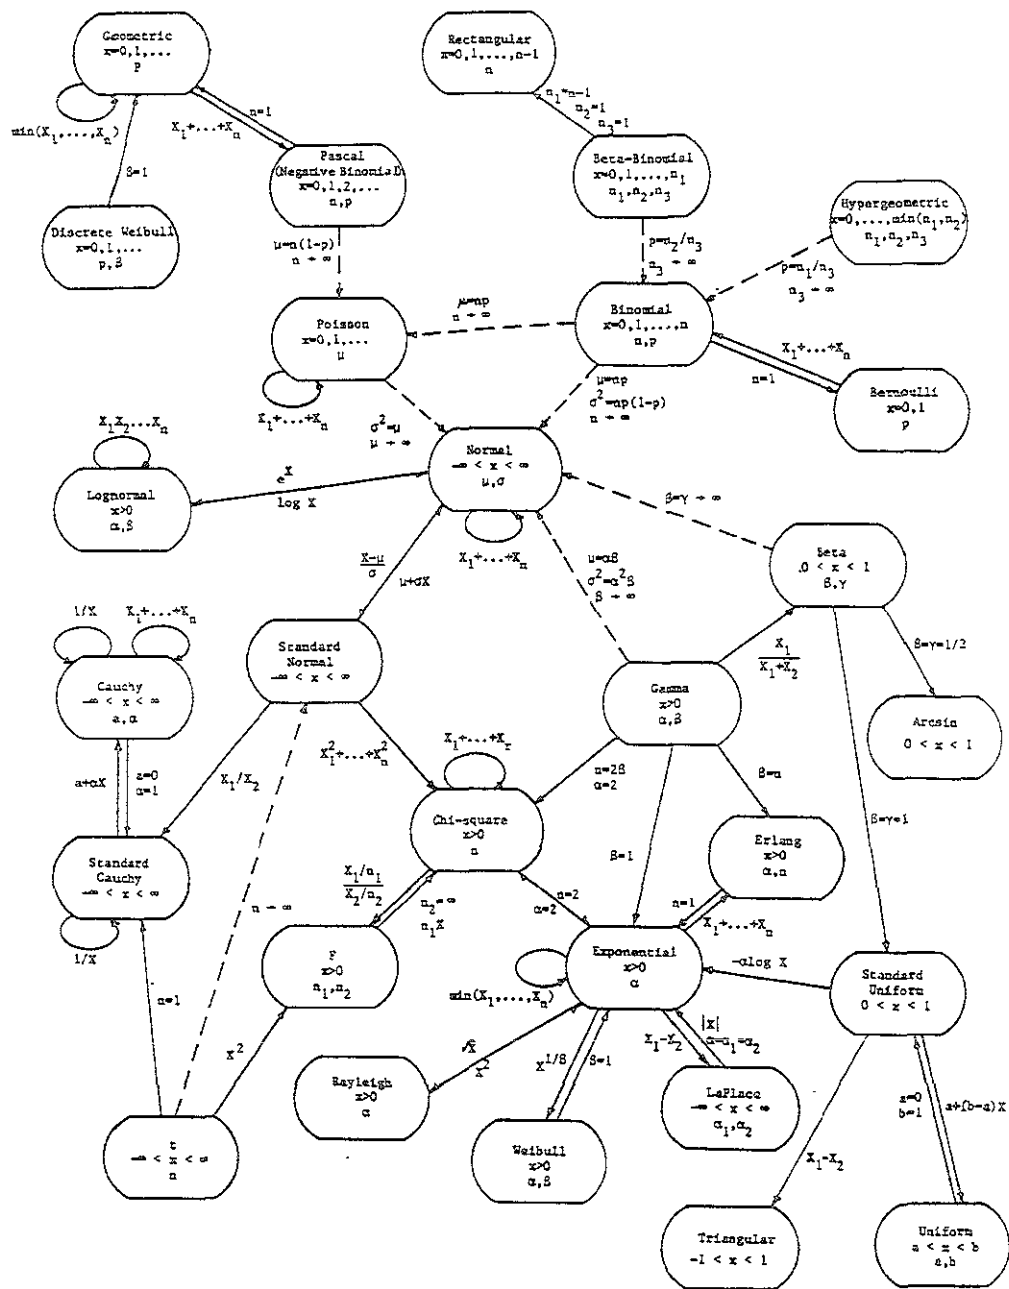 Geometric
x=0,1,...
p
Rectangular
x=0,1,...,n-1
n
min(X₁,...,Xₙ)
n=1
X₁+...+Xₙ
n₁=n-1
n₂=1
n₃=1
β=1
Pascal
(Negative Binomial)
x=0,1,2,...
n,p
Beta-Binomial
x=0,1,...,n₁
n₁,n₂,n₃
Hypergeometric
x=0,...,min(n₁,n₂)
n₁,n₂,n₃
Discrete Weibull
x=0,1,...
p,β
μ=n(1-p)
n → ∞
p=n₂/n₃
n₃ → ∞
p=n₁/n₃
n₃ → ∞
Poisson
x=0,1,...
μ
μ=np
n → ∞
Binomial
x=0,1,...,n
n,p
X₁+...+Xₙ
n=1
Bernoulli
x=0,1
p
X₁+...+Xₙ
σ²=μ
μ → ∞
μ=np
σ²=np(1-p)
n → ∞
X₁X₂...Xₙ
Normal
-∞ < x < ∞
μ,σ
Lognormal
x>0
α,β
e^X
log X
X₁+...+Xₙ
β=γ → ∞
X-μ
σ
μ+σX
μ=αβ
σ²=α²β
β → ∞
Beta
0 < x < 1
β,γ
1/X
X₁+...+Xₙ
Cauchy
-∞ < x < ∞
a,α
Standard
Normal
-∞ < x < ∞
Gamma
x>0
α,β
X₁
X₁+X₂
β=γ=1/2
Arcsin
0 < x < 1
a+αX
a=0
α=1
X₁/X₂
X₁²+...+Xₙ²
X₁+...+Xᵣ
n=2β
α=2
β=1
β=n
β=γ=1
Standard
Cauchy
-∞ < x < ∞
1/X
Chi-square
x>0
n
Erlang
x>0
α,n
n → ∞
X₁/n₁
X₂/n₂
n₂=∞
n₁X
n=2
α=2
n=1
X₁+...+Xₙ
n=1
F
x>0
n₁,n₂
Exponential
x>0
α
min(X₁,...,Xₙ)
-αlog X
Standard
Uniform
0 < x < 1
X²
√X
X²
X^1/β
β=1
X₁-X₂
|X|
α=α₁=α₂
Rayleigh
x>0
α
LaPlace
-∞ < x < ∞
α₁,α₂
Weibull
x>0
α,β
t
-∞ < x < ∞
n
X₁-X₂
a=0
b=1
a+(b-a)X
Triangular
-1 < x < 1
Uniform
a < x < b
a,b